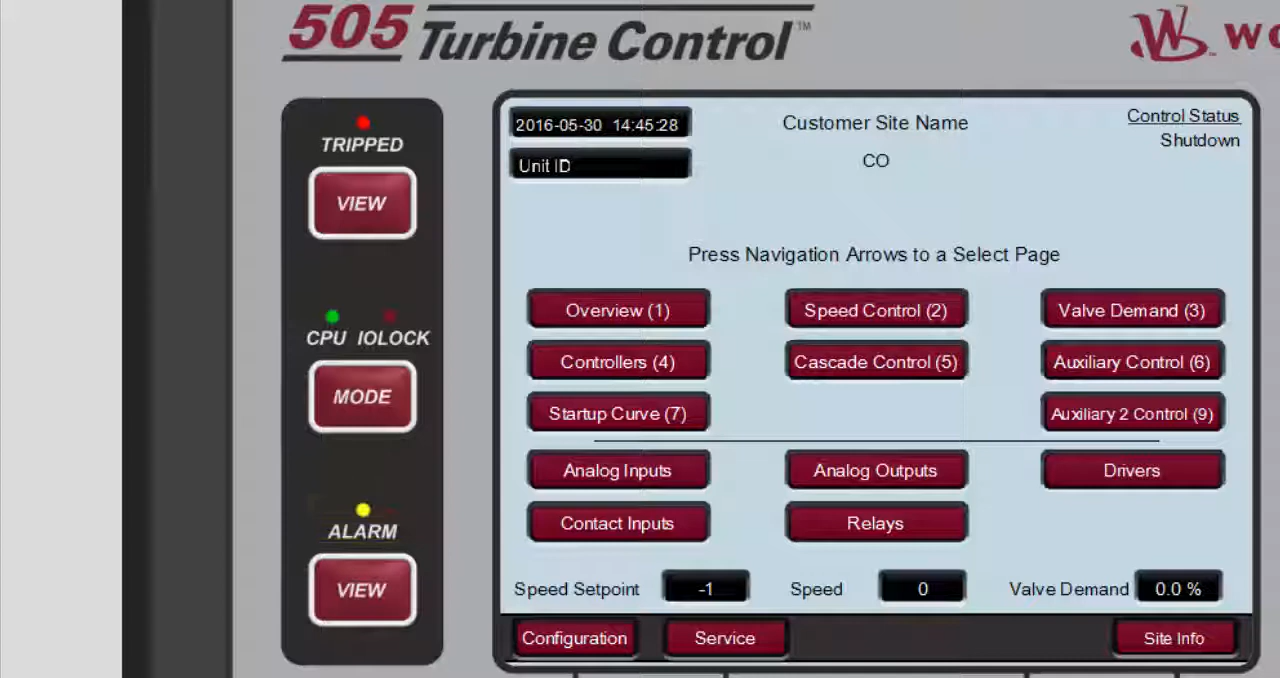 505 Turbine Control™
TRIPPED
VIEW
CPU IOLOCK
MODE
ALARM
VIEW
2016-05-30 14:45:28
Customer Site Name
Control Status
Shutdown
Unit ID
CO
Press Navigation Arrows to a Select Page
Overview (1)
Speed Control (2)
Valve Demand (3)
Controllers (4)
Cascade Control (5)
Auxiliary Control (6)
Startup Curve (7)
Auxiliary 2 Control (9)
Analog Inputs
Analog Outputs
Drivers
Contact Inputs
Relays
Speed Setpoint -1 Speed 0 Valve Demand 0.0 %
Configuration
Service
Site Info